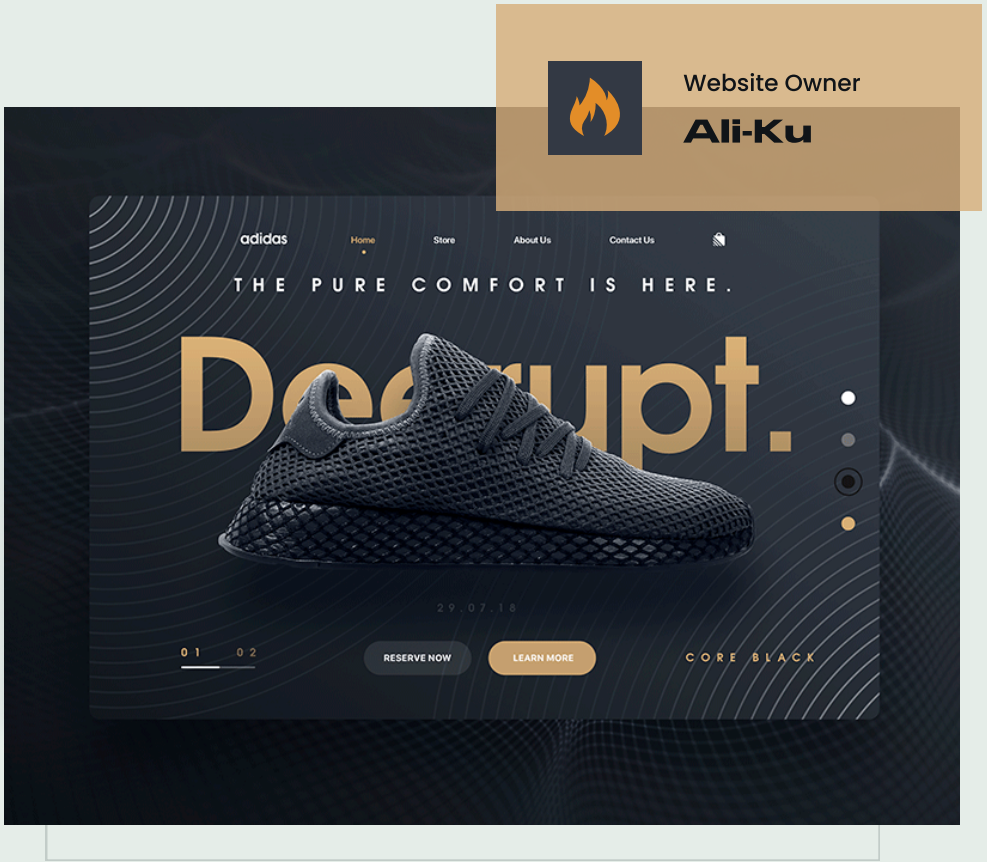 Website Owner
Ali-Ku
adidas
Home
Store
About Us
Contact Us
THE PURE COMFORT IS HERE.
Deerupt.
29.07.18
01
02
RESERVE NOW
LEARN MORE
CORE BLACK